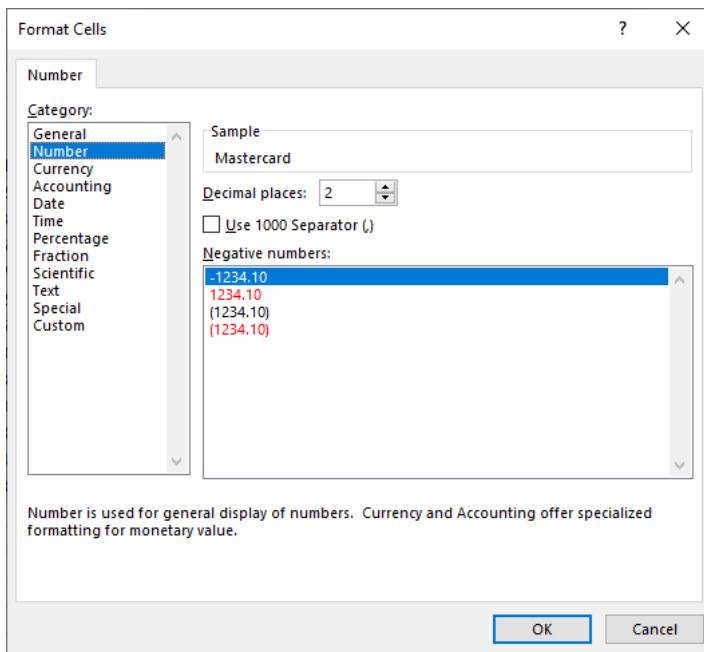 Format Cells
?
Number
Category:
General
Number
Currency
Accounting
Date
Time
Percentage
Fraction
Scientific
Text
Special
Custom
Sample
Mastercard
Decimal places: 2
Use 1000 Separator (,)
Negative numbers:
-1234.10
1234.10
(1234.10)
(1234.10)
Number is used for general display of numbers.  Currency and Accounting offer specialized
formatting for monetary value.
OK Cancel